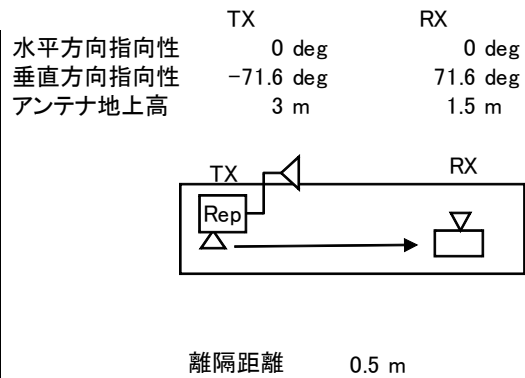 TX RX
水平方向指向性 0 deg 0 deg
垂直方向指向性 -71.6 deg 71.6 deg
アンテナ地上高 3 m 1.5 m
TX RX
Rep
離隔距離 0.5 m